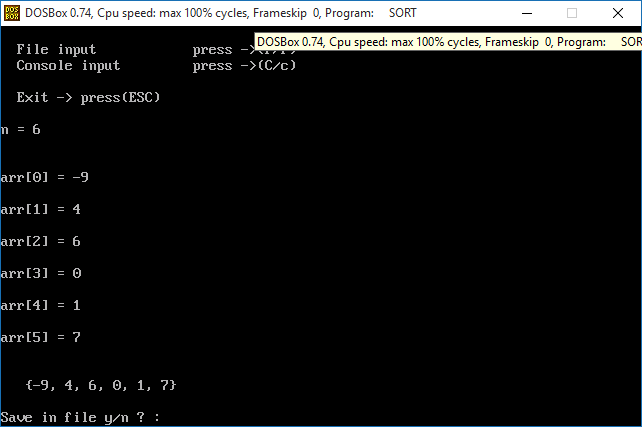 DOS
BOX
DOSBox 0.74, Cpu speed: max 100% cycles, Frameskip 0, Program: SORT
DOSBox 0.74, Cpu speed: max 100% cycles, Frameskip 0, Program: SOR
File input press ->
Console input press ->(C/c)
Exit -> press(ESC)
n = 6
arr[0] = -9
arr[1] = 4
arr[2] = 6
arr[3] = 0
arr[4] = 1
arr[5] = 7
{-9, 4, 6, 0, 1, 7}
Save in file y/n ? :